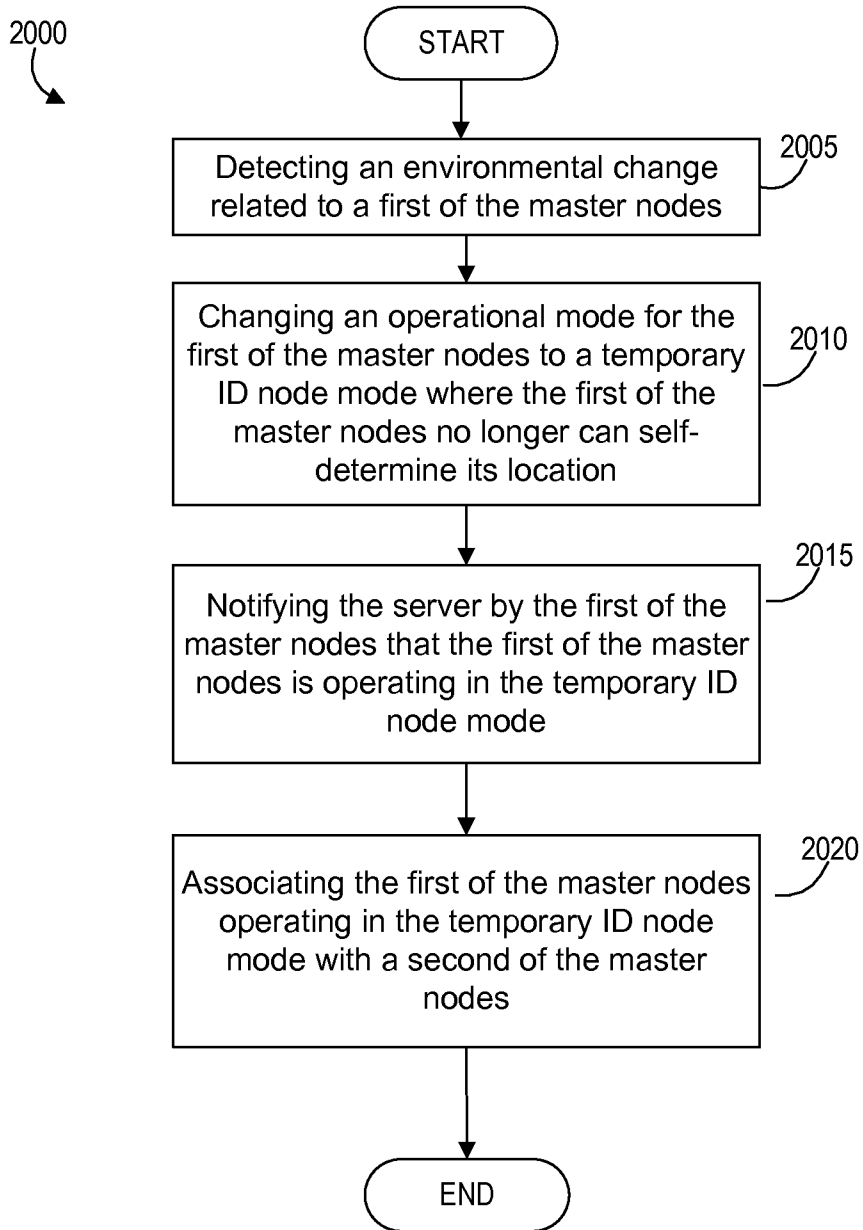 2000
START
Detecting an environmental change
related to a first of the master nodes
2005
Changing an operational mode for the
first of the master nodes to a temporary
ID node mode where the first of the
master nodes no longer can self-
determine its location
2010
Notifying the server by the first of the
master nodes that the first of the master
nodes is operating in the temporary ID
node mode
2015
Associating the first of the master nodes
operating in the temporary ID node
mode with a second of the master
nodes
2020
END